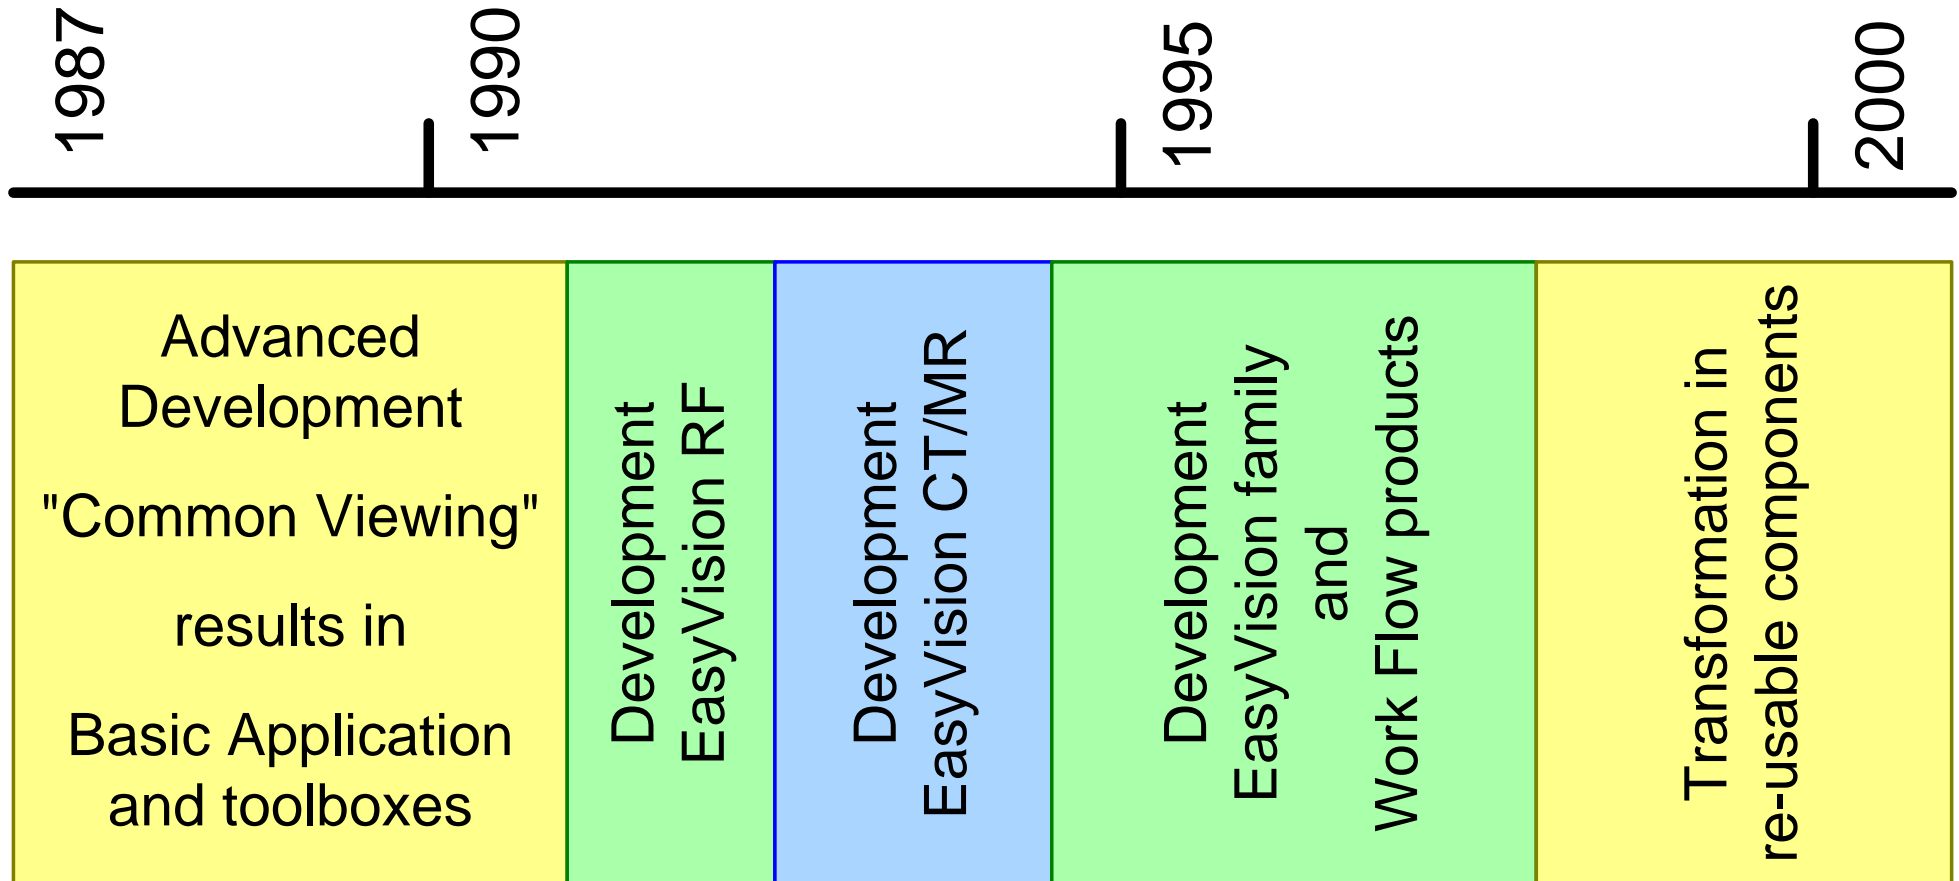 1987
1990
1995
2000
Advanced
Development
"Common Viewing"
results in
Basic Application
and toolboxes
Development
EasyVision RF
Development
EasyVision CT/MR
Development
EasyVision family
and
Work Flow products
Transformation in
re-usable components